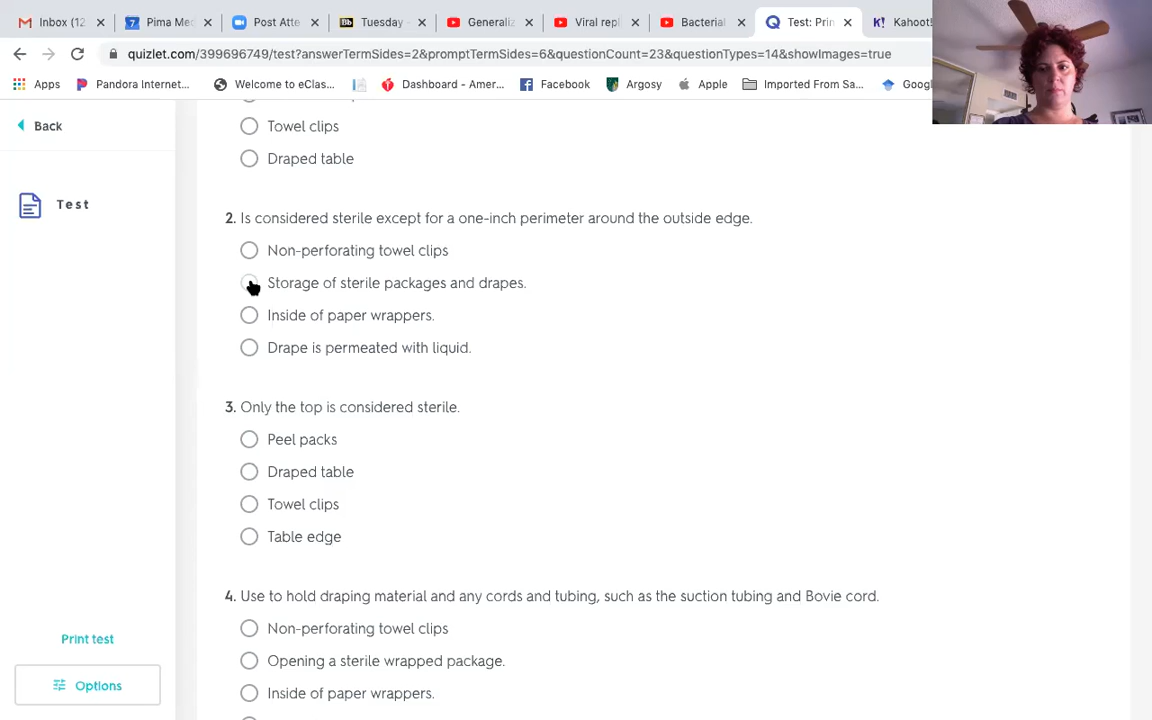 Inbox (12
Pima Mec
Post Atte
Tuesday
Generaliz
Viral repl
Bacterial
Test: Prin
Kahoot!
quizlet.com/399696749/test?answerTermSides=2&promptTermSides=6&questionCount=23&questionTypes=14&showImages=true
Apps
Pandora Internet...
Welcome to eClas...
Dashboard - Amer...
Facebook
Argosy
Apple
Imported From Sa...
Googl
Back
Test
Towel clips
Draped table
2. Is considered sterile except for a one-inch perimeter around the outside edge.
Non-perforating towel clips
Storage of sterile packages and drapes.
Inside of paper wrappers.
Drape is permeated with liquid.
3. Only the top is considered sterile.
Peel packs
Draped table
Towel clips
Table edge
4. Use to hold draping material and any cords and tubing, such as the suction tubing and Bovie cord.
Non-perforating towel clips
Opening a sterile wrapped package.
Inside of paper wrappers.
Print test
Options